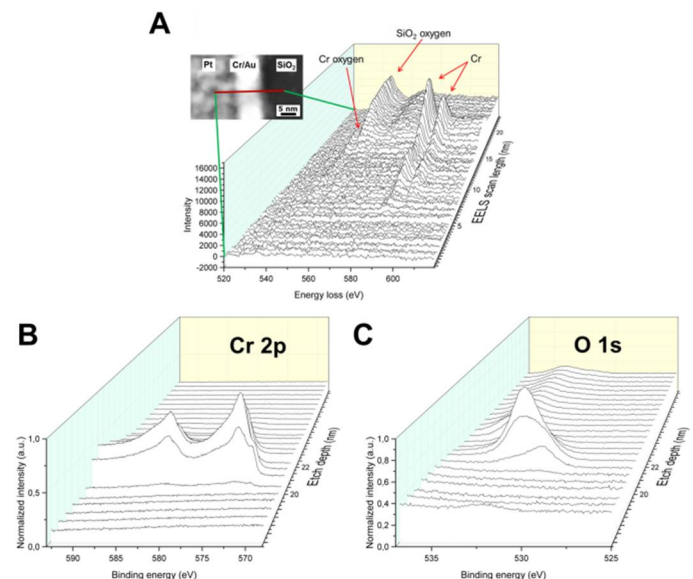 A
SiO₂ oxygen
Cr oxygen
Cr
Pt Cr/Au SiO₂
5 nm
16000
14000
12000
10000
8000
6000
4000
2000
0
-2000
Intensity
520 540 560 580 600
Energy loss (eV)
5 10 15 20
EELS scan length (nm)
B
Cr 2p
1,0
0,5
0,0
Normalized intensity (a.u.)
590 585 580 575 570
Binding energy (eV)
20 22
Etch depth (nm)
C
O 1s
1,0
0,8
0,6
0,4
0,2
0,0
Normalized intensity (a.u.)
535 530 525
Binding energy (eV)
20 22
Etch depth (nm)